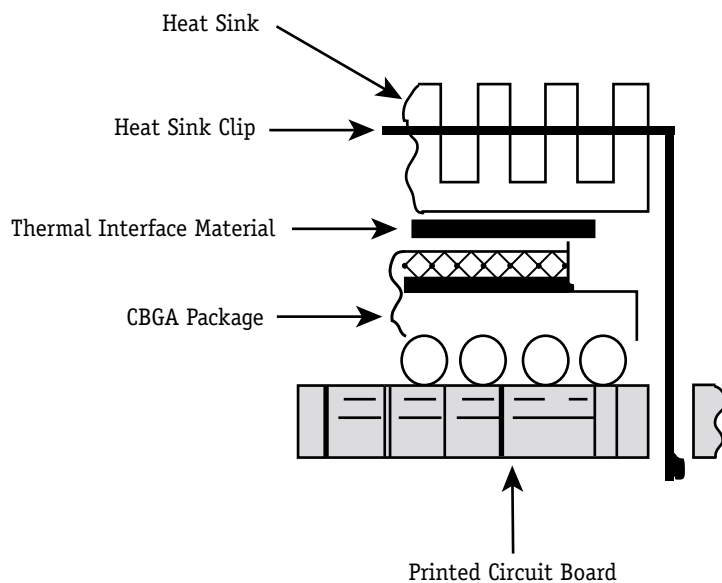 Heat Sink
Heat Sink Clip
Thermal Interface Material
CBGA Package
Printed Circuit Board